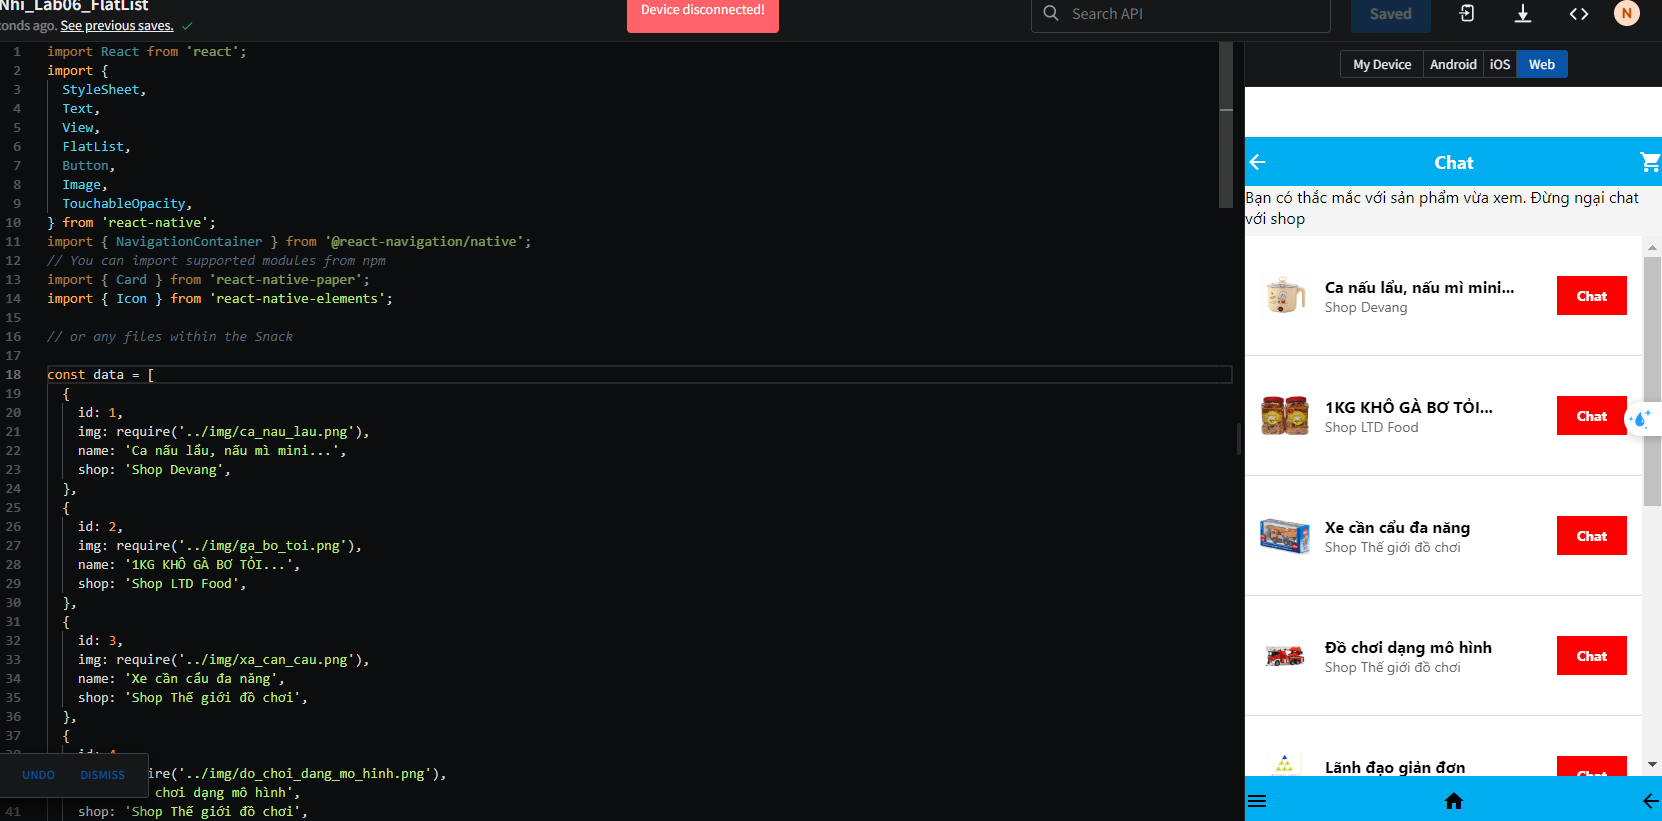 Nhi_Lab06_FlatList
conds ago. See previous saves.
Device disconnected!
Search API
Saved
N
My Device
Android
iOS
Web
1 import React from 'react';
2 import {
3 StyleSheet,
4 Text,
5 View,
6 FlatList,
7 Button,
8 Image,
9 TouchableOpacity,
10 } from 'react-native';
11 import { NavigationContainer } from '@react-navigation/native';
12 // You can import supported modules from npm
13 import { Card } from 'react-native-paper';
14 import { Icon } from 'react-native-elements';
15
16 // or any files within the Snack
17
18 const data = [
19 {
20 id: 1,
21 img: require('../img/ca_nau_lau.png'),
22 name: 'Ca nấu lẩu, nấu mì mini...',
23 shop: 'Shop Devang',
24 },
25 {
26 id: 2,
27 img: require('../img/ga_bo_toi.png'),
28 name: '1KG KHÔ GÀ BƠ TỎI...',
29 shop: 'Shop LTD Food',
30 },
31 {
32 id: 3,
33 img: require('../img/xa_can_cau.png'),
34 name: 'Xe cần cẩu đa năng',
35 shop: 'Shop Thế giới đồ chơi',
36 },
37 {
38 id: 4
ire('../img/do_choi_dang_mo_hinh.png'),
chơi dạng mô hình',
41 shop: 'Shop Thế giới đồ chơi',
UNDO
DISMISS
Chat
Bạn có thắc mắc với sản phẩm vừa xem. Đừng ngại chat
với shop
Ca nấu lẩu, nấu mì mini...
Shop Devang
Chat
1KG KHÔ GÀ BƠ TỎI...
Shop LTD Food
Chat
Xe cần cẩu đa năng
Shop Thế giới đồ chơi
Chat
Đồ chơi dạng mô hình
Shop Thế giới đồ chơi
Chat
Lãnh đạo giản đơn
Chat